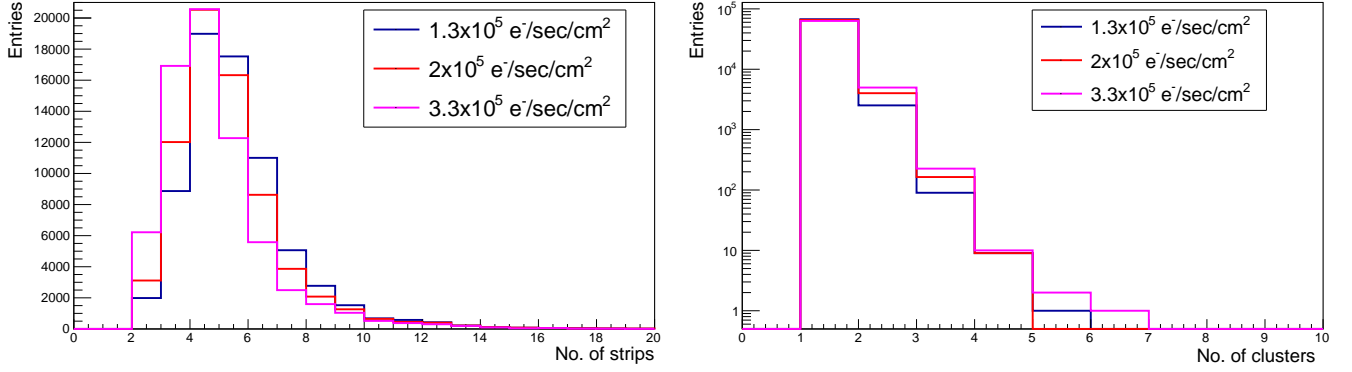 Entries
20000
18000
16000
14000
12000
10000
8000
6000
4000
2000
0
0 2 4 6 8 10 12 14 16 18 20
No. of strips
1.3x10⁵ e⁻/sec/cm²
2x10⁵ e⁻/sec/cm²
3.3x10⁵ e⁻/sec/cm²
Entries
10⁵
10⁴
10³
10²
10
1
0 1 2 3 4 5 6 7 8 9 10
No. of clusters
1.3x10⁵ e⁻/sec/cm²
2x10⁵ e⁻/sec/cm²
3.3x10⁵ e⁻/sec/cm²